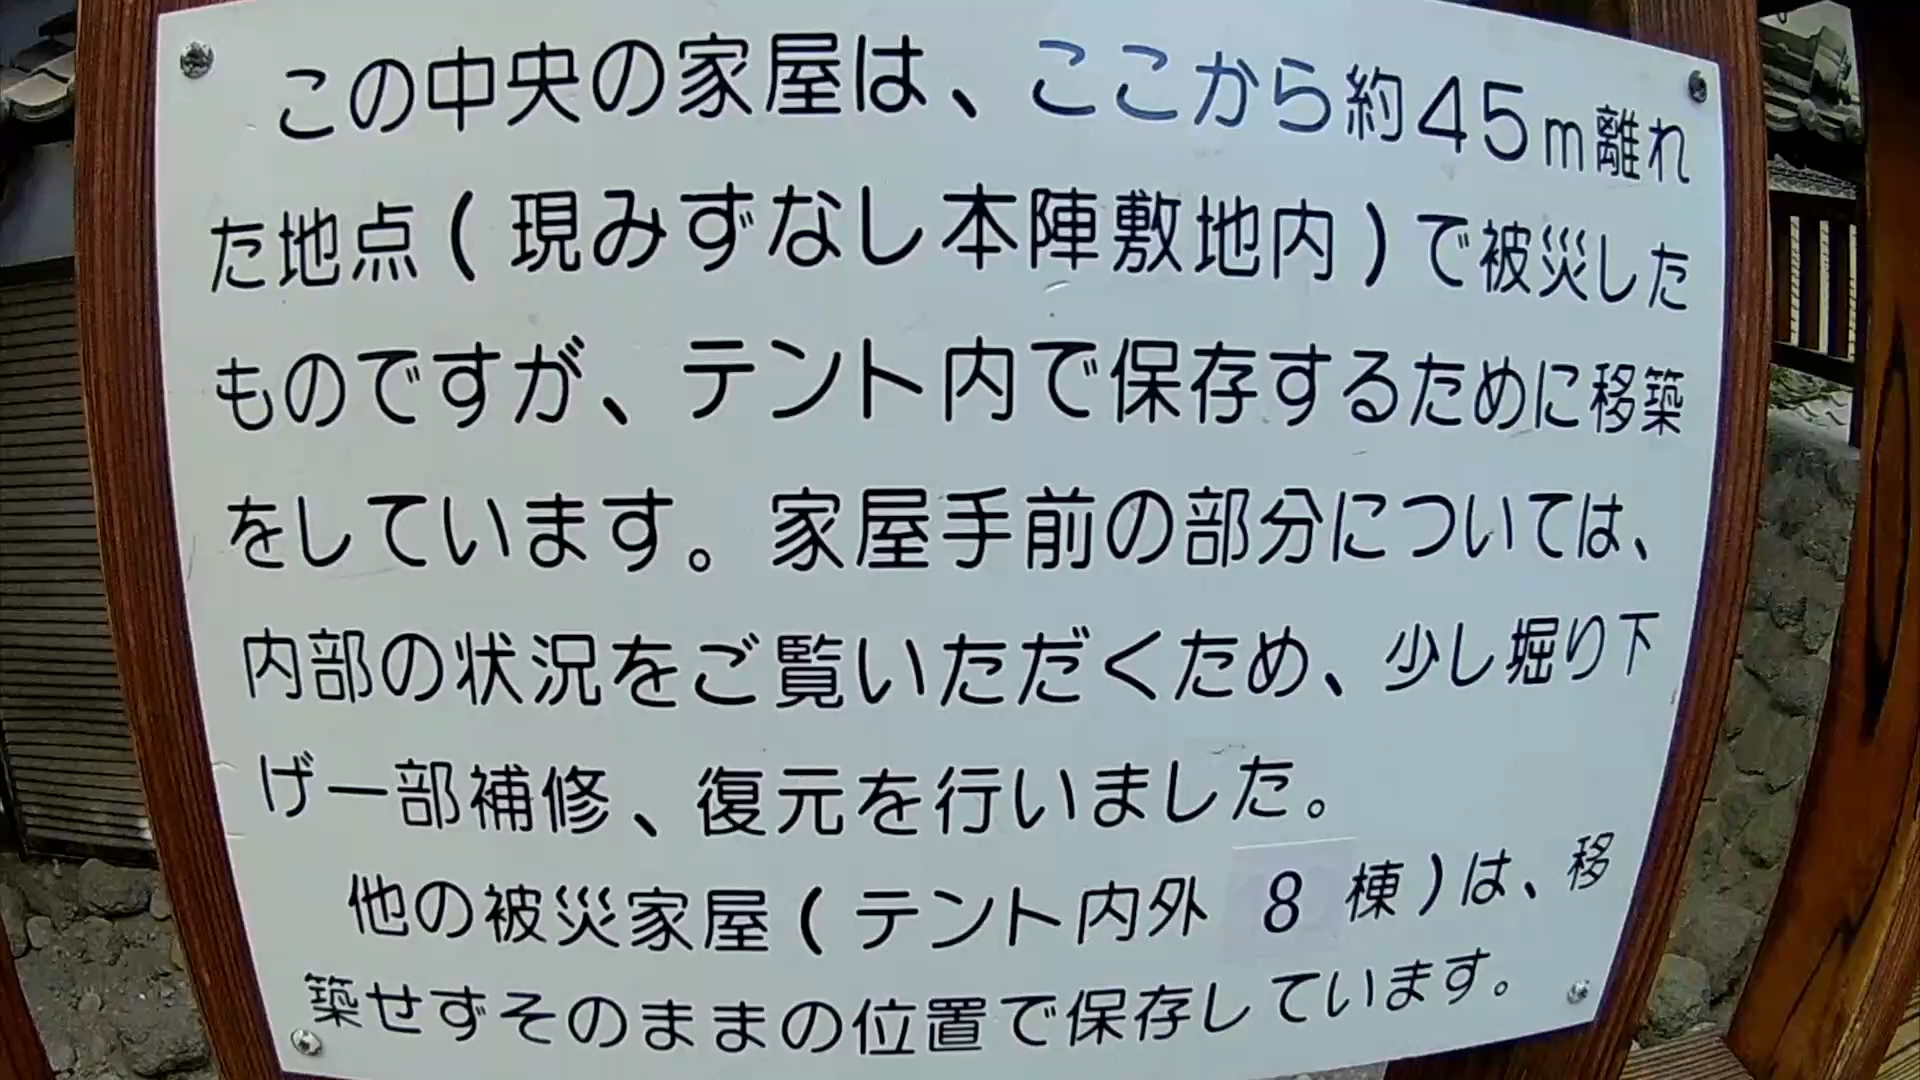 この中央の家屋は、ここから約45m離れ
た地点(現みずなし本陣敷地内)で被災した
ものですが、テント内で保存するために移築
をしています。家屋手前の部分については、
内部の状況をご覧いただくため、少し堀り下
げ一部補修、復元を行いました。
他の被災家屋(テント内外8棟)は、移
築せずそのままの位置で保存しています。